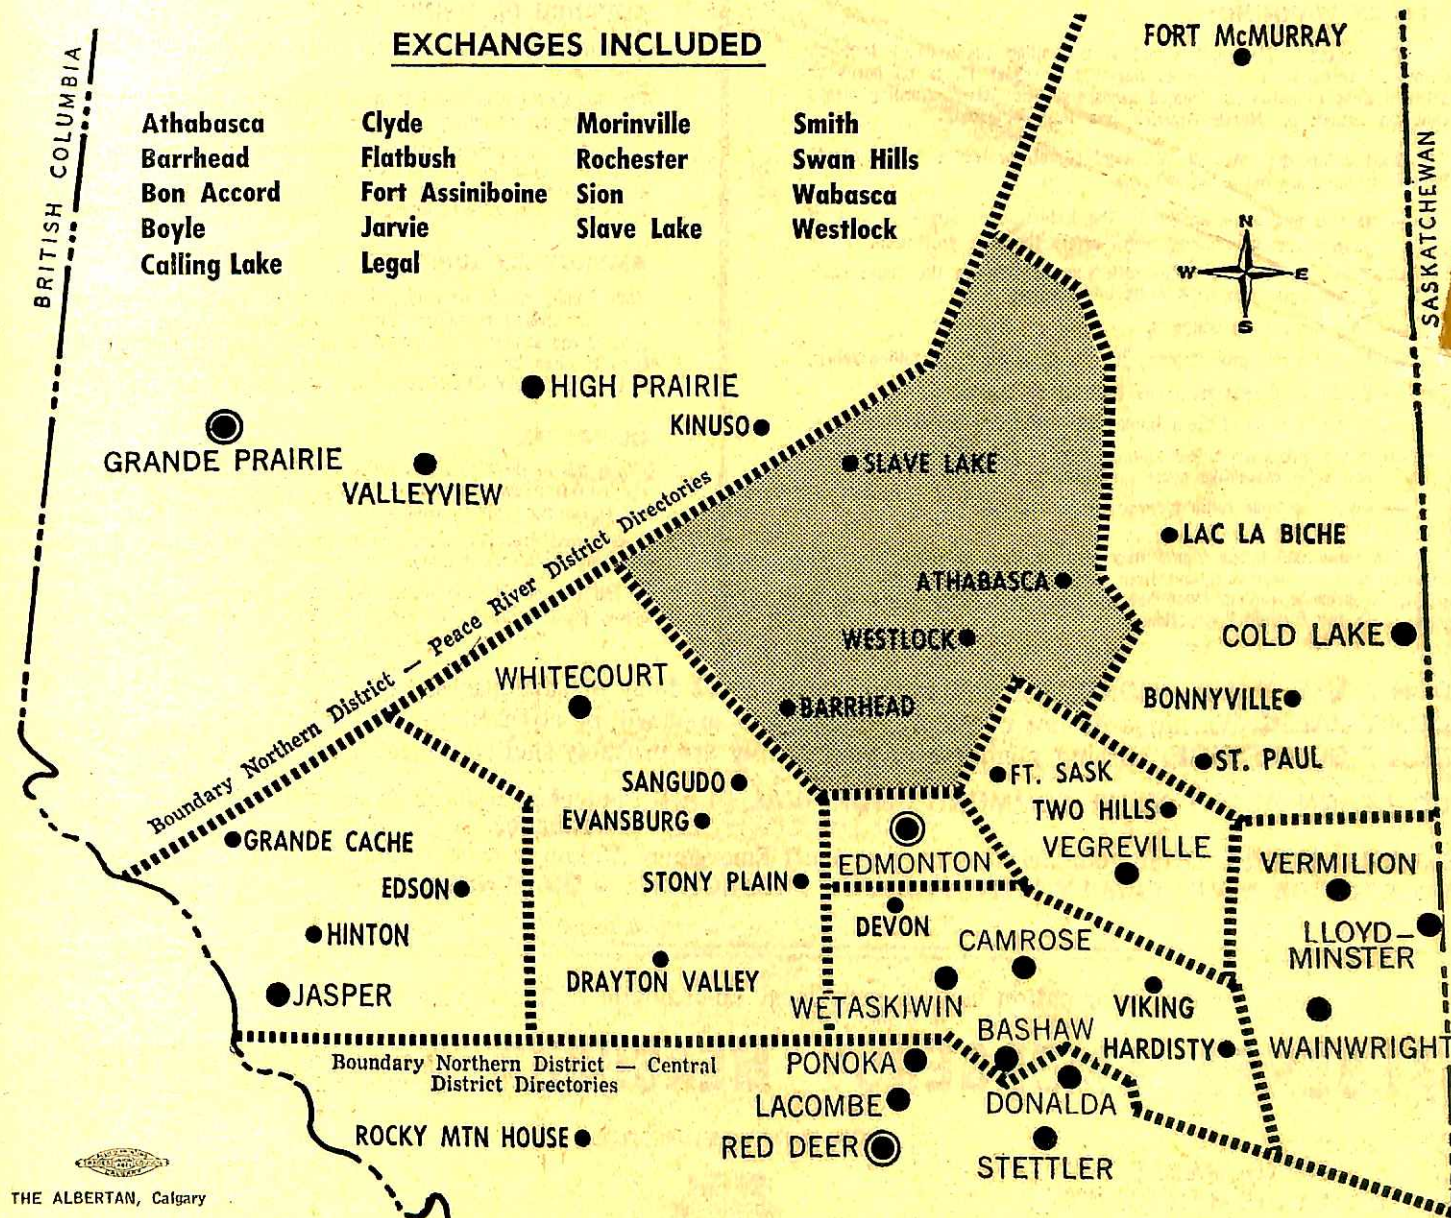 EXCHANGES INCLUDED
Athabasca
Barrhead
Bon Accord
Boyle
Calling Lake
Clyde
Flatbush
Fort Assiniboine
Jarvie
Legal
Morinville
Rochester
Sion
Slave Lake
Smith
Swan Hills
Wabasca
Westlock
BRITISH COLUMBIA
FORT McMURRAY
SASKATCHEWAN
N
W E
S
HIGH PRAIRIE
KINUSO
GRANDE PRAIRIE
VALLEYVIEW
SLAVE LAKE
LAC LA BICHE
ATHABASCA
WESTLOCK
COLD LAKE
Boundary Northern District — Peace River District Directories
WHITECOURT
BARRHEAD
BONNYVILLE
ST. PAUL
SANGUDO
FT. SASK
EVANSBURG
TWO HILLS
GRANDE CACHE
EDMONTON
VEGREVILLE
VERMILION
EDSON
STONY PLAIN
HINTON
DEVON
CAMROSE
LLOYD-
MINSTER
DRAYTON VALLEY
JASPER
WETASKIWIN
VIKING
BASHAW
HARDISTY
WAINWRIGHT
Boundary Northern District — Central
District Directories
PONOKA
LACOMBE
DONALDA
ROCKY MTN HOUSE
RED DEER
STETTLER
THE ALBERTAN, Calgary